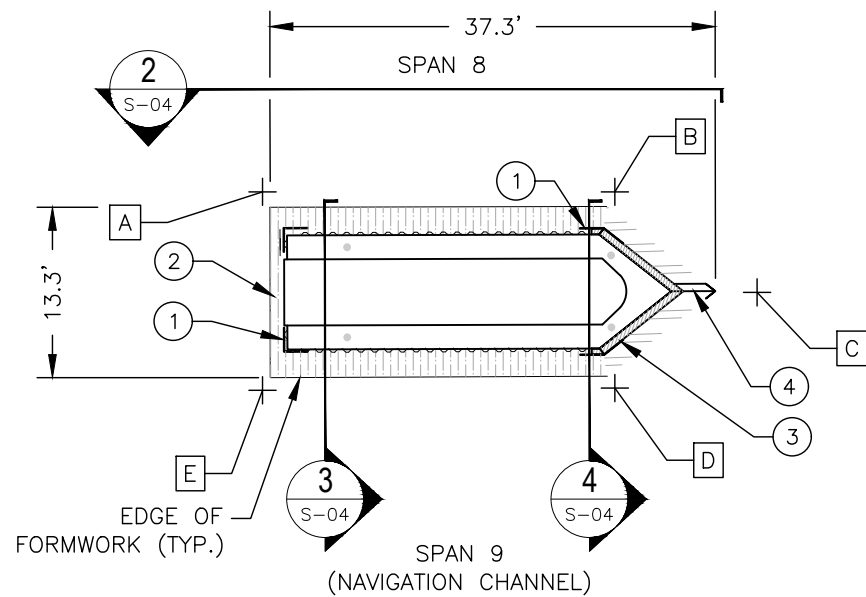 37.3'
SPAN 8
2
S-04
B
1
A
2
13.3'
1
C
4
3
E
D
3
S-04
4
S-04
EDGE OF
FORMWORK (TYP.)
SPAN 9
(NAVIGATION CHANNEL)